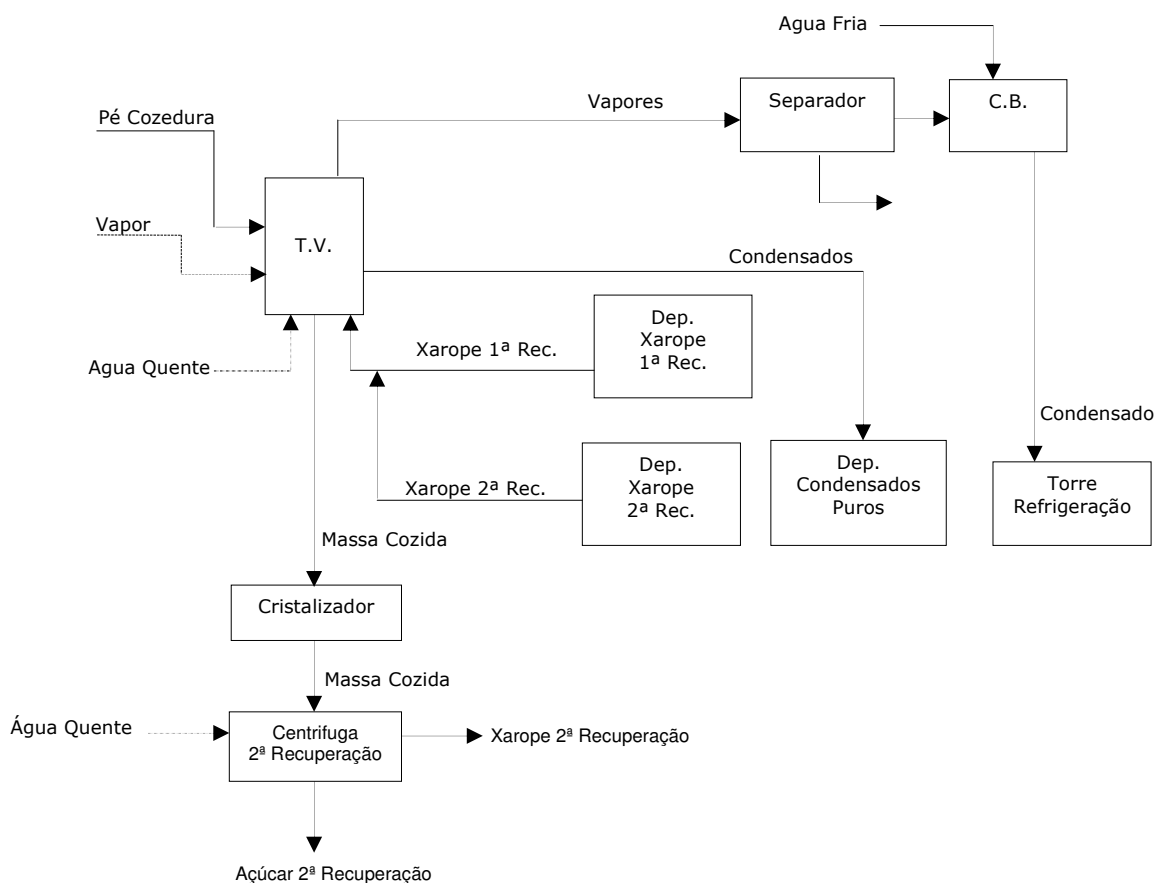 Agua Fria
Separador
C.B.
Vapores
Pé Cozedura
Vapor
T.V.
Condensados
Dep.
Xarope
1ª Rec.
Xarope 1ª Rec.
Agua Quente
Condensado
Dep.
Xarope
2ª Rec.
Xarope 2ª Rec.
Dep.
Condensados
Puros
Torre
Refrigeração
Massa Cozida
Cristalizador
Massa Cozida
Água Quente
Centrifuga
2ª Recuperação
Xarope 2ª Recuperação
Açúcar 2ª Recuperação